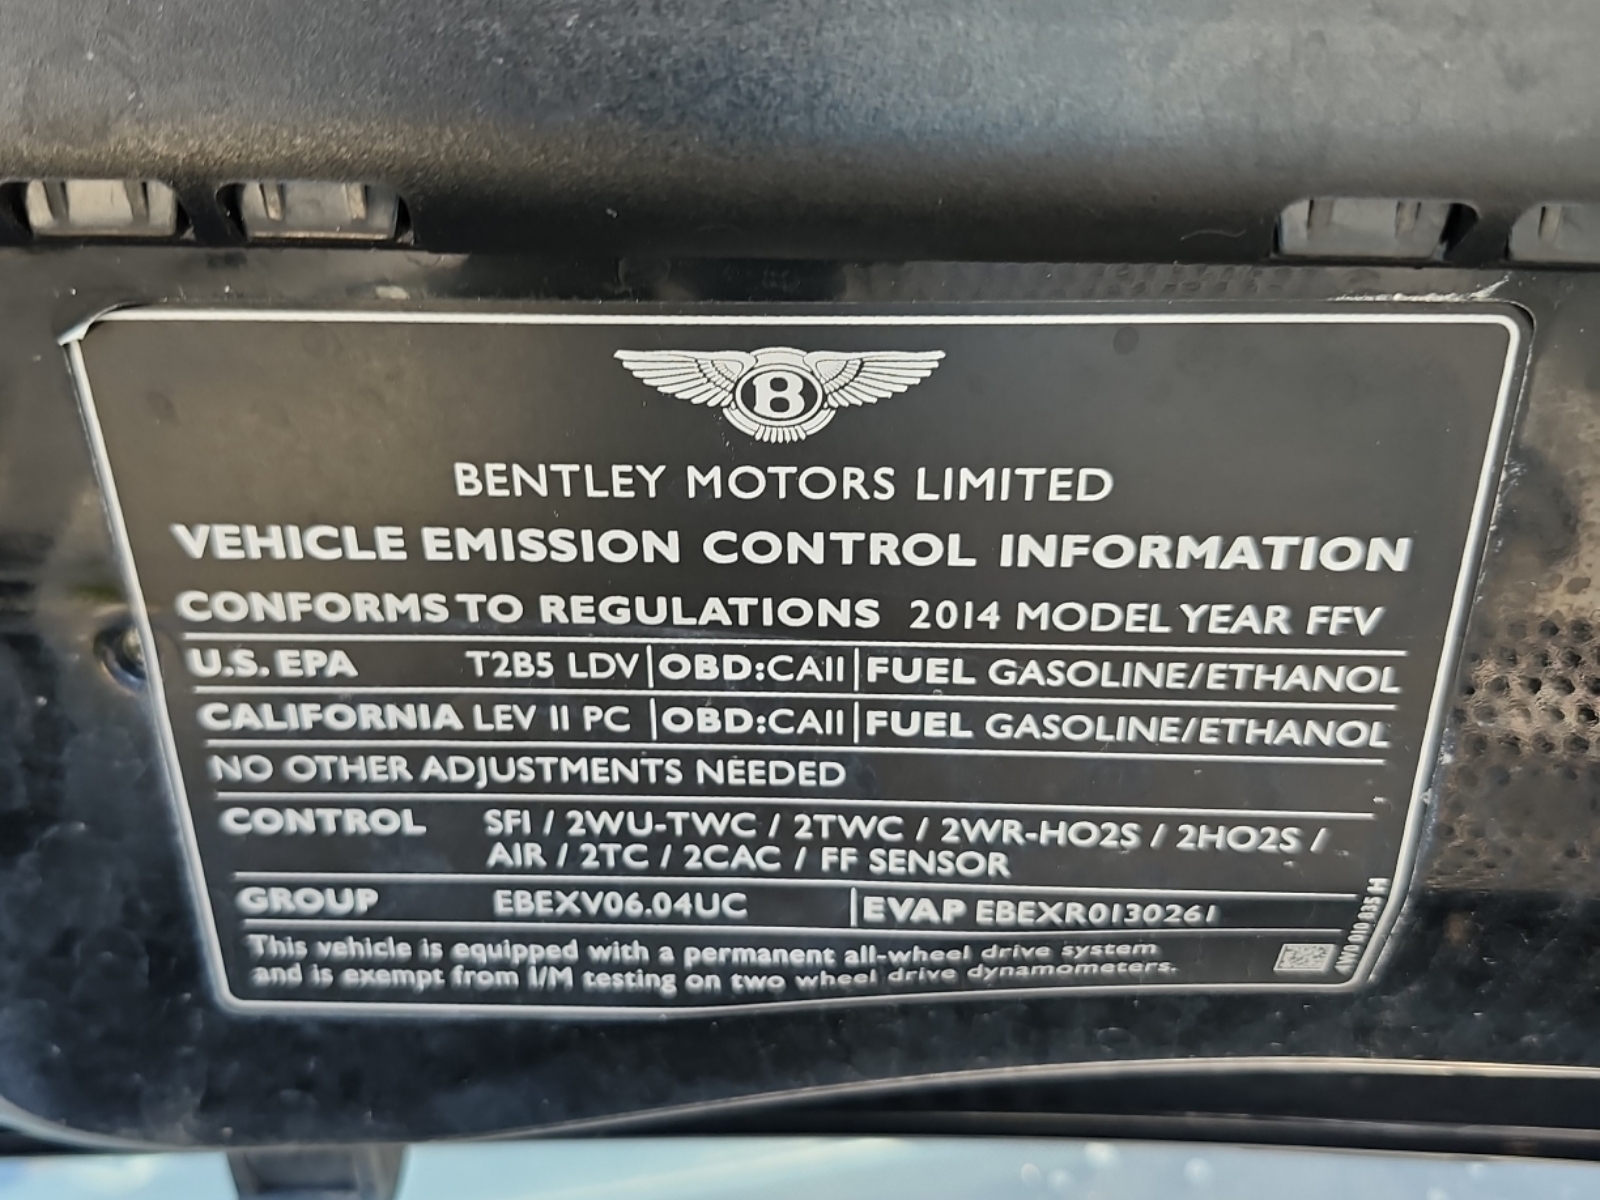 B
BENTLEY MOTORS LIMITED
VEHICLE EMISSION CONTROL INFORMATION
CONFORMS TO REGULATIONS 2014 MODEL YEAR FFV
U.S. EPA T2B5 LDV | OBD:CAII | FUEL GASOLINE/ETHANOL
CALIFORNIA LEV II PC | OBD:CAII | FUEL GASOLINE/ETHANOL
NO OTHER ADJUSTMENTS NEEDED
CONTROL SFI / 2WU-TWC / 2TWC / 2WR-HO2S / 2HO2S /
AIR / 2TC / 2CAC / FF SENSOR
GROUP EBEXV06.04UC | EVAP EBEXR0130261
This vehicle is equipped with a permanent all-wheel drive system
and is exempt from I/M testing on two wheel drive dynamometers.
4W0 010 835 H